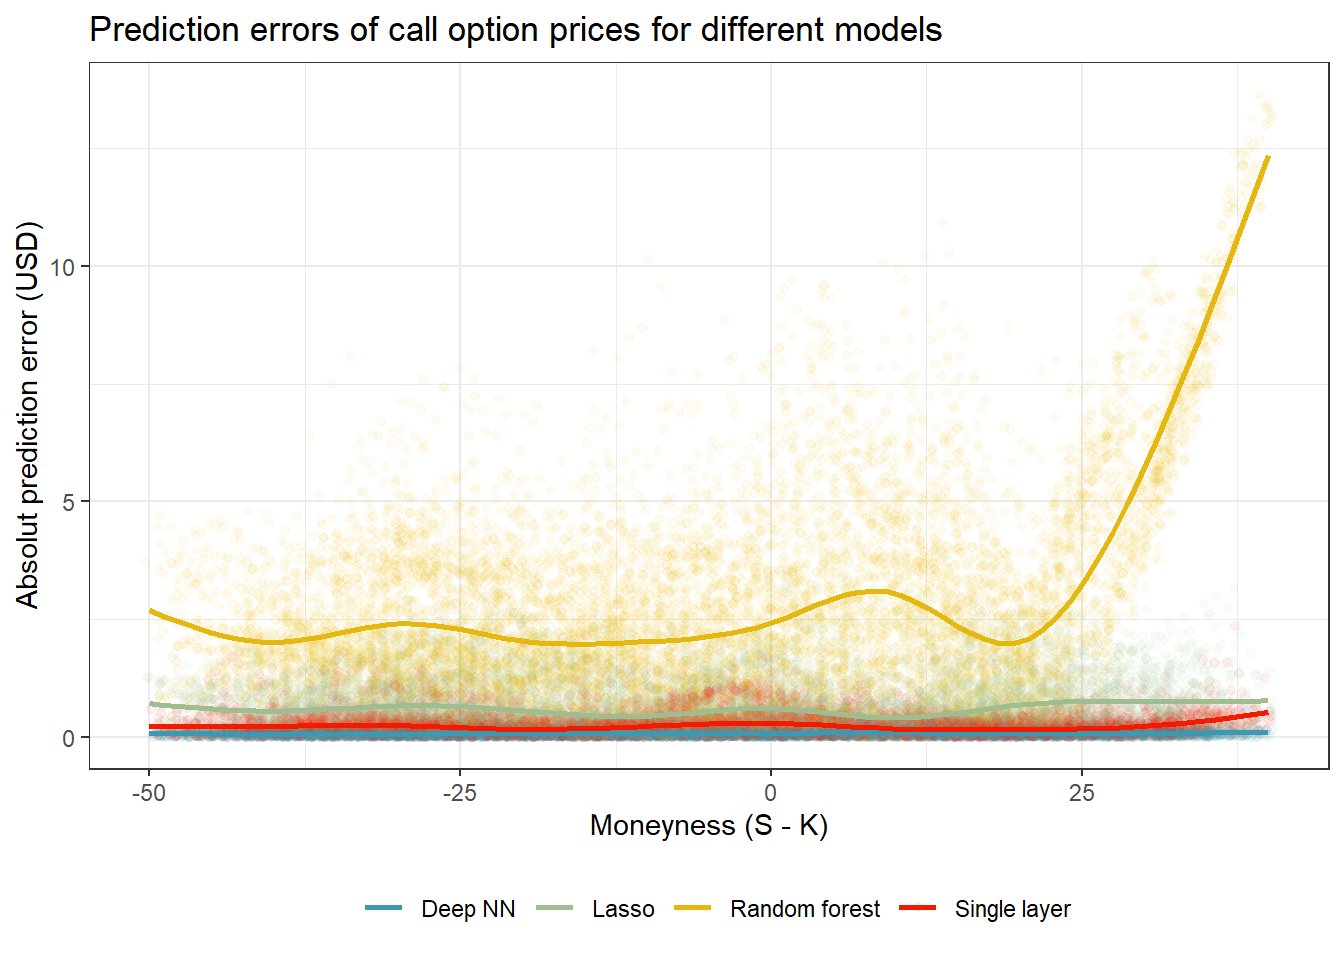 Prediction errors of call option prices for different models
Absolut prediction error (USD)
10
5
0
-50
-25
0
25
Moneyness (S - K)
Deep NN
Lasso
Random forest
Single layer